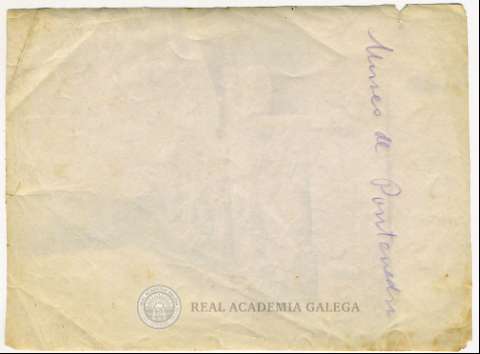 Museo de Pontevedra
REAL ACADEMIA GALEGA